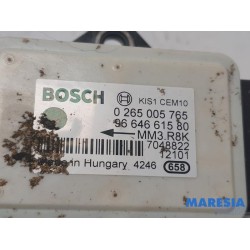 BOSCH KIS1 CEM10
0 265 005 765
96 646 615 80
MM3.R8K
7048822
12101
in Hungary 4246 658
MARESIA